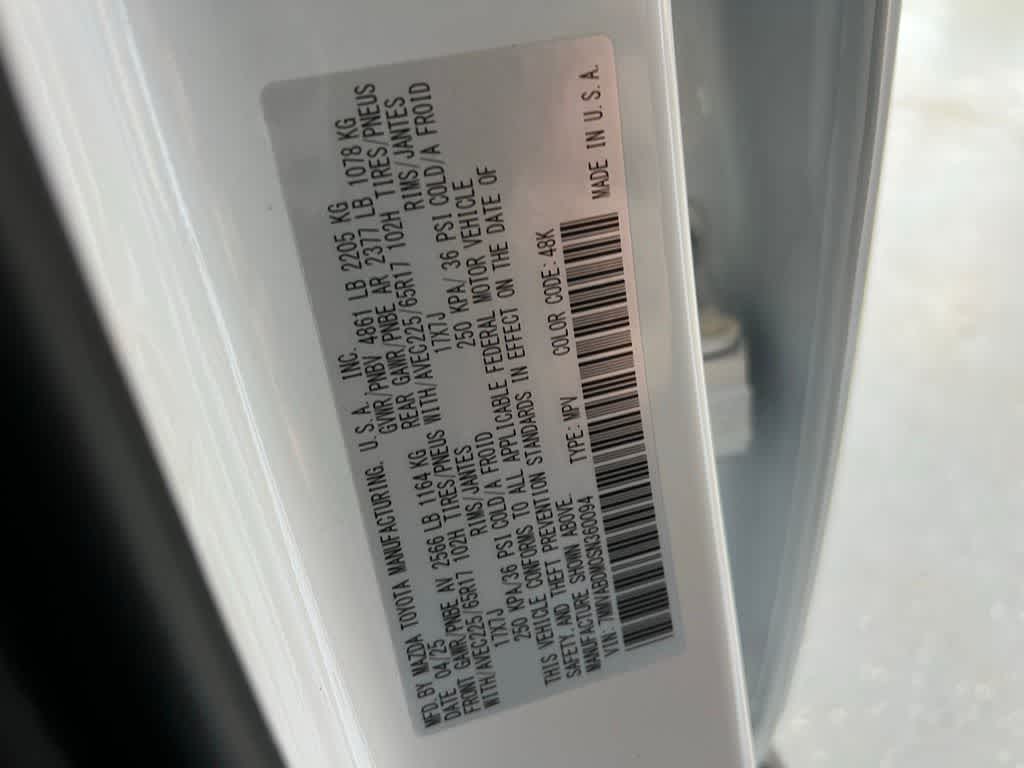 MFD.BY MAZDA TOYOTA MANUFACTURING, U.S.A. INC.
DATE 04/25 GVWR/PNBV 4861 LB 2205 KG
FRONT GAWR/PNBE AV 2566 LB 1164 KG REAR GAWR/PNBE AR 2377 LB 1078 KG
WITH/AVEC225/65R17 102H TIRES/PNEUS WITH/AVEC225/65R17 102H TIRES/PNEUS
17X7J RIMS/JANTES 17X7J RIMS/JANTES
250 KPA/36 PSI COLD/A FROID 250 KPA/36 PSI COLD/A FROID
THIS VEHICLE CONFORMS TO ALL APPLICABLE FEDERAL MOTOR VEHICLE
SAFETY, AND THEFT PREVENTION STANDARDS IN EFFECT ON THE DATE OF
MANUFACTURE SHOWN ABOVE.
VIN: TYPE: MPV COLOR CODE: 48K
MADE IN U.S.A.